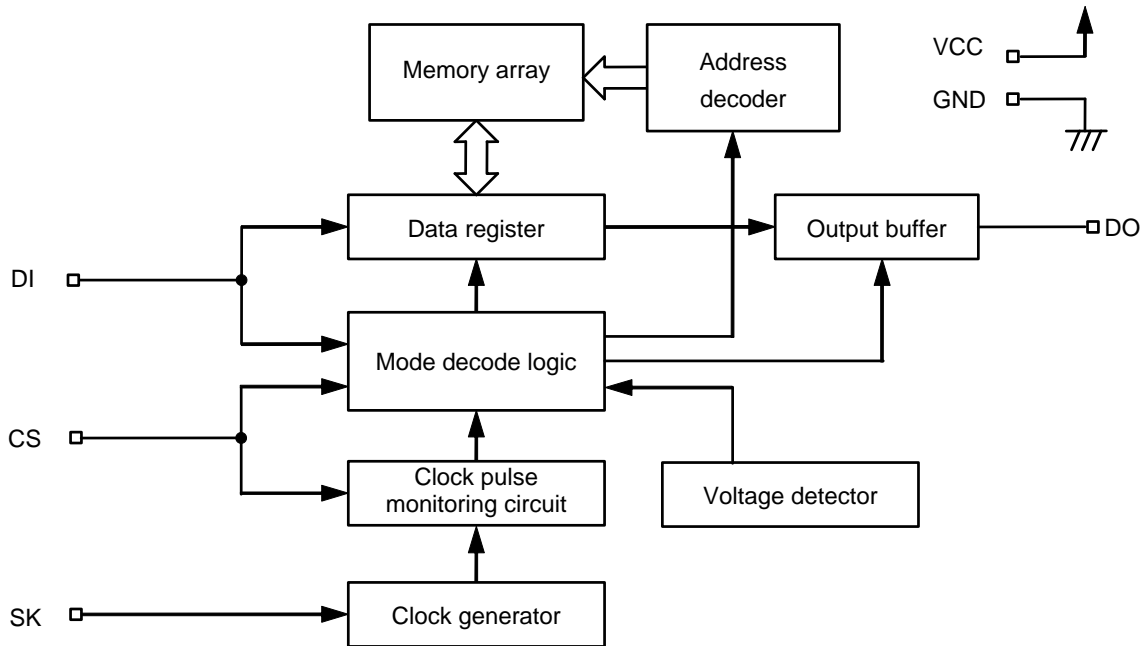 Memory array
Address
decoder
VCC
GND
Data register
Output buffer
DO
DI
Mode decode logic
CS
Clock pulse
monitoring circuit
Voltage detector
SK
Clock generator